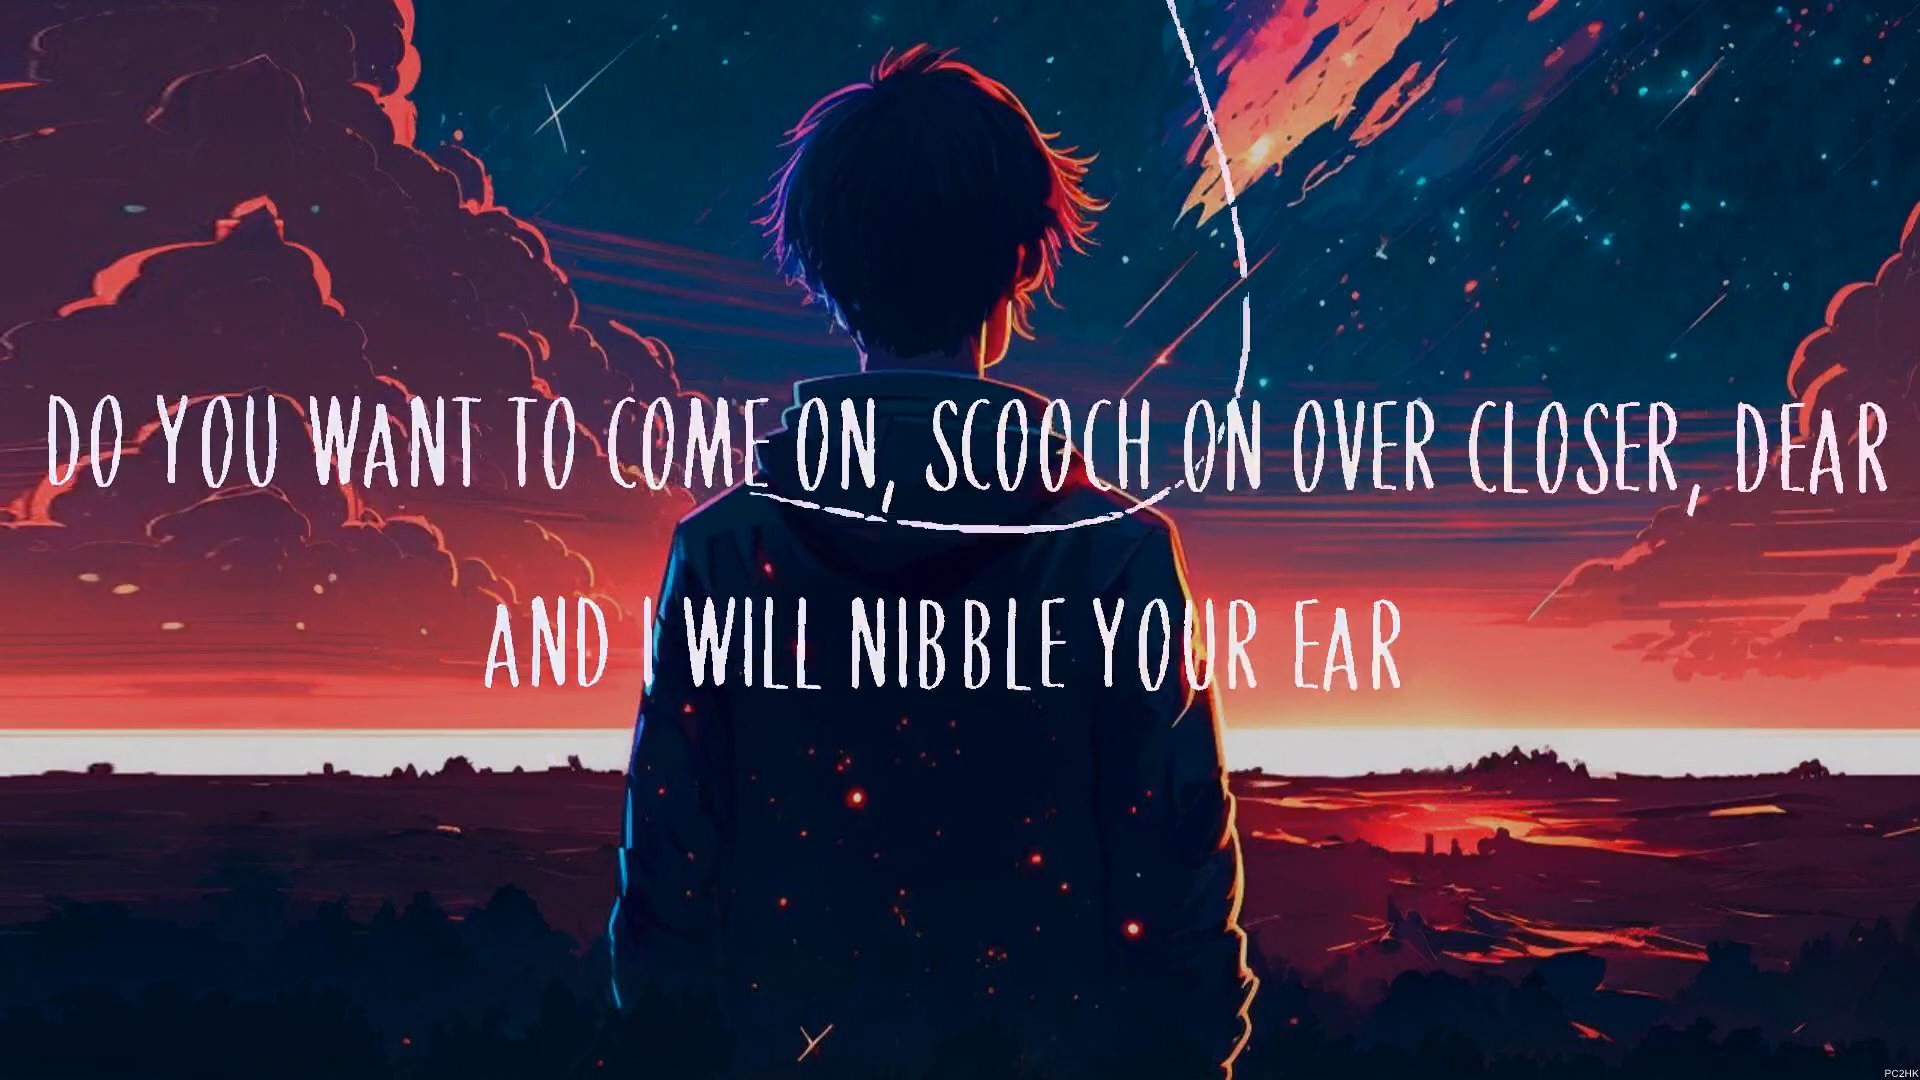 DO YOU WANT TO COME ON, SCOOCH ON OVER CLOSER, DEAR
AND I WILL NIBBLE YOUR EAR
PC2HK